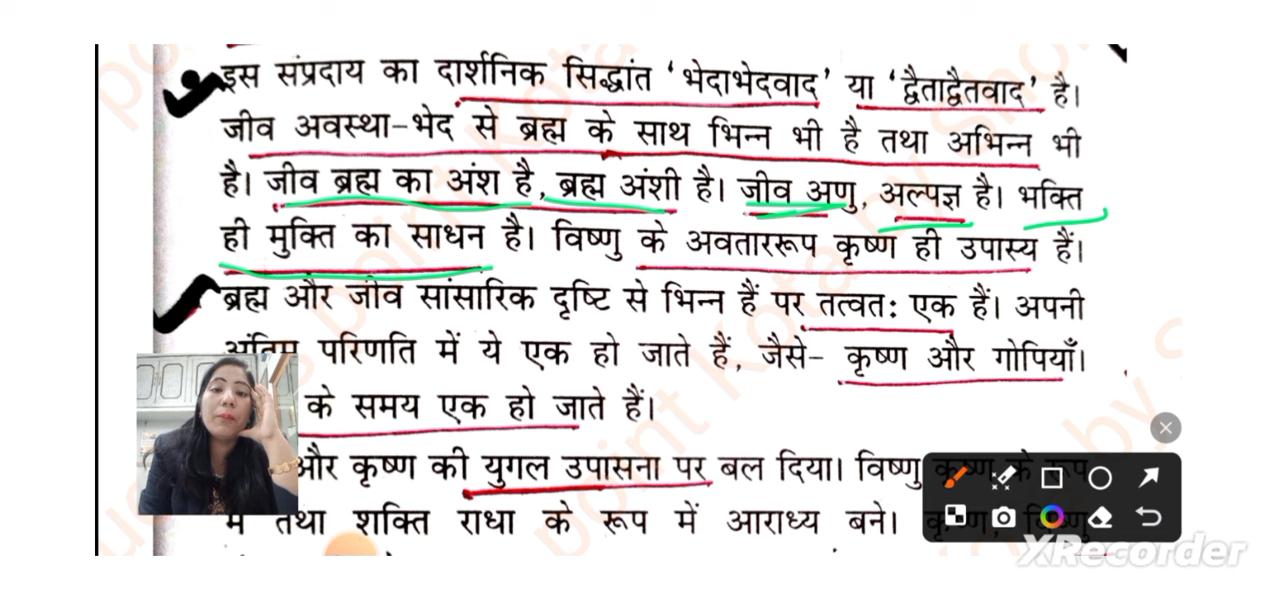 इस संप्रदाय का दार्शनिक सिद्धांत 'भेदाभेदवाद' या 'द्वैताद्वैतवाद' है।
जीव अवस्था-भेद से ब्रह्म के साथ भिन्न भी है तथा अभिन्न भी
है। जीव ब्रह्म का अंश है, ब्रह्म अंशी है। जीव अणु, अल्पज्ञ है। भक्ति
ही मुक्ति का साधन है। विष्णु के अवताररूप कृष्ण ही उपास्य हैं।
ब्रह्म और जीव सांसारिक दृष्टि से भिन्न हैं पर तत्वत: एक हैं। अपनी
अंतिम परिणति में ये एक हो जाते हैं, जैसे- कृष्ण और गोपियाँ।
के समय एक हो जाते हैं।
और कृष्ण की युगल उपासना पर बल दिया। विष्णु कृष्ण के रूप
में तथा शक्ति राधा के रूप में आराध्य बने। कृष्ण, विष्णु
XRecorder